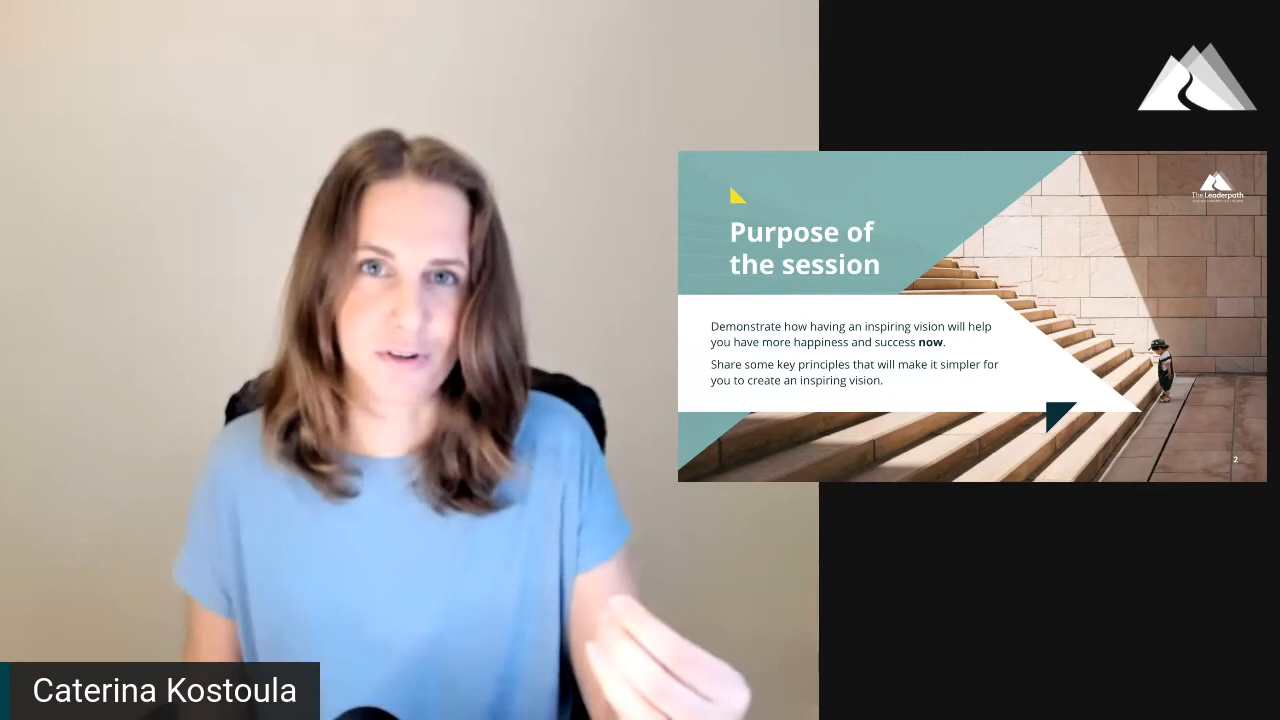 The Leaderpath
Purpose of
the session
Demonstrate how having an inspiring vision will help
you have more happiness and success now.
Share some key principles that will make it simpler for
you to create an inspiring vision.
2
Caterina Kostoula